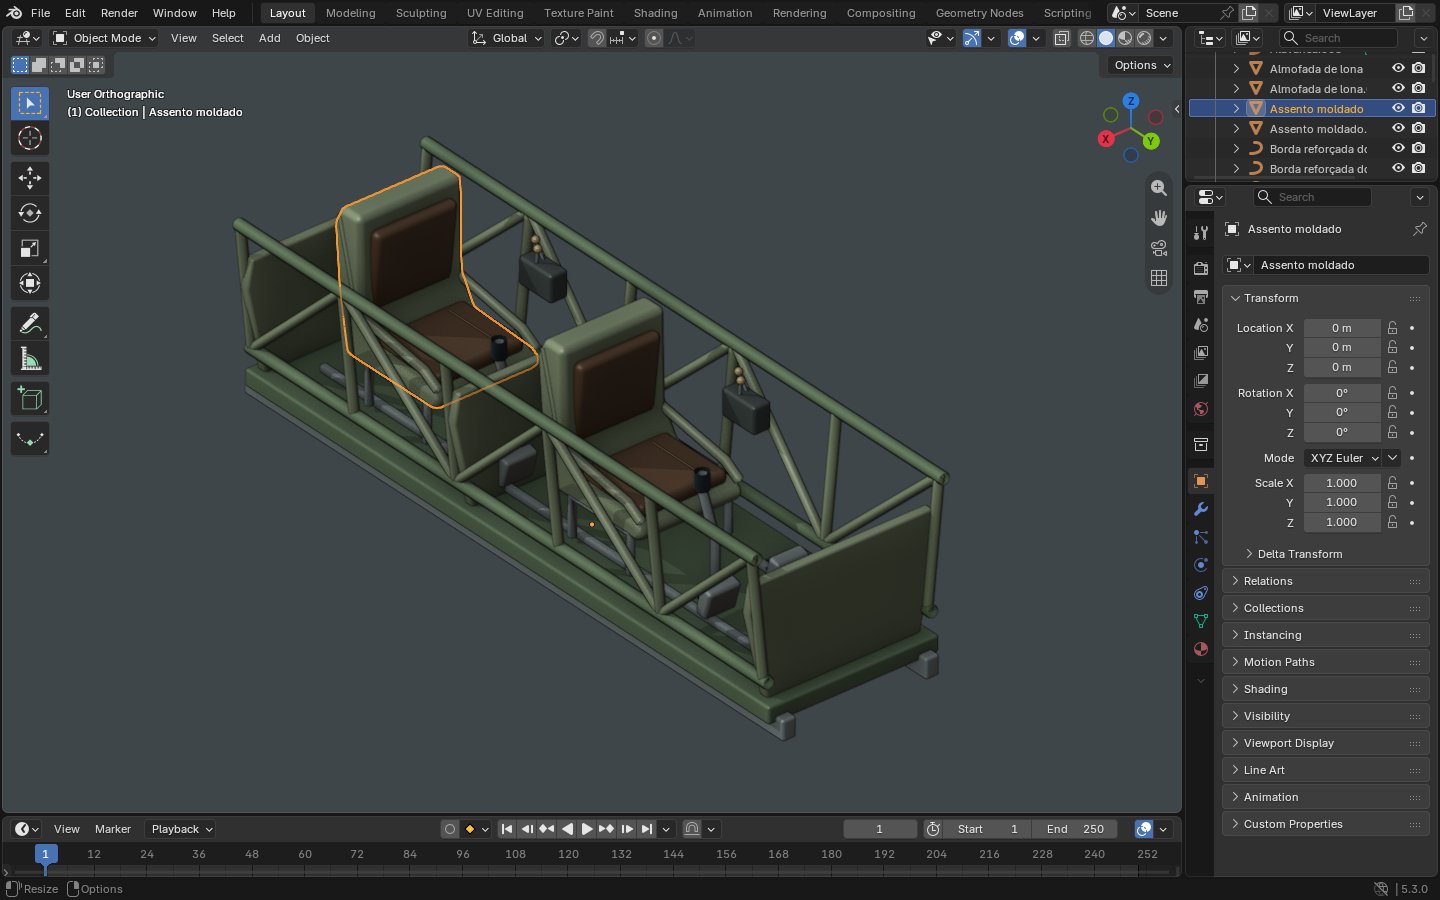 File Edit Render Window Help Layout Modeling Sculpting UV Editing Texture Paint Shading Animation Rendering Compositing Geometry Nodes Scripting Scene ViewLayer
Object Mode View Select Add Object Global Search
Options
User Orthographic
(1) Collection | Assento moldado
Z
X
Y
Almofada de lona
Almofada de lona.
Assento moldado
Assento moldado.
Borda reforçada do
Borda reforçada do
Search
Assento moldado
Assento moldado
Transform
Location X 0 m
Y 0 m
Z 0 m
Rotation X 0°
Y 0°
Z 0°
Mode XYZ Euler
Scale X 1.000
Y 1.000
Z 1.000
Delta Transform
Relations
Collections
Instancing
Motion Paths
Shading
Visibility
Viewport Display
Line Art
Animation
Custom Properties
View Marker Playback 1 Start 1 End 250
1 12 24 36 48 60 72 84 96 108 120 132 144 156 168 180 192 204 216 228 240 252
Resize Options 5.3.0